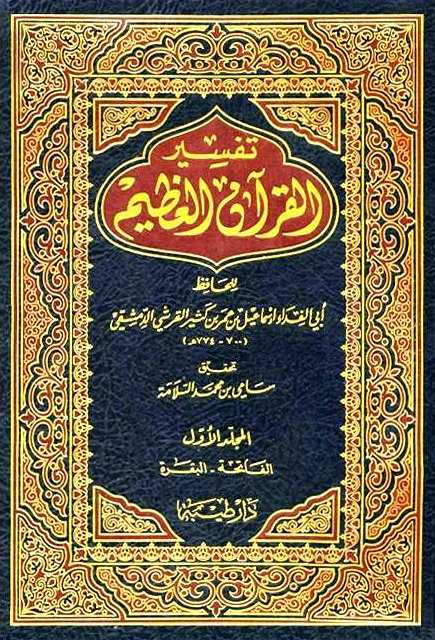 تفسير
القرآن العظيم
للحافظ
أبي الفداء إسماعيل بن عمر بن كثير القرشي الدمشقي
(٧٠٠ - ٧٧٤هـ)
تحقيق
سامي بن محمد السلامة
المجلد الأول
الفاتحة - البقرة
دار طيبة